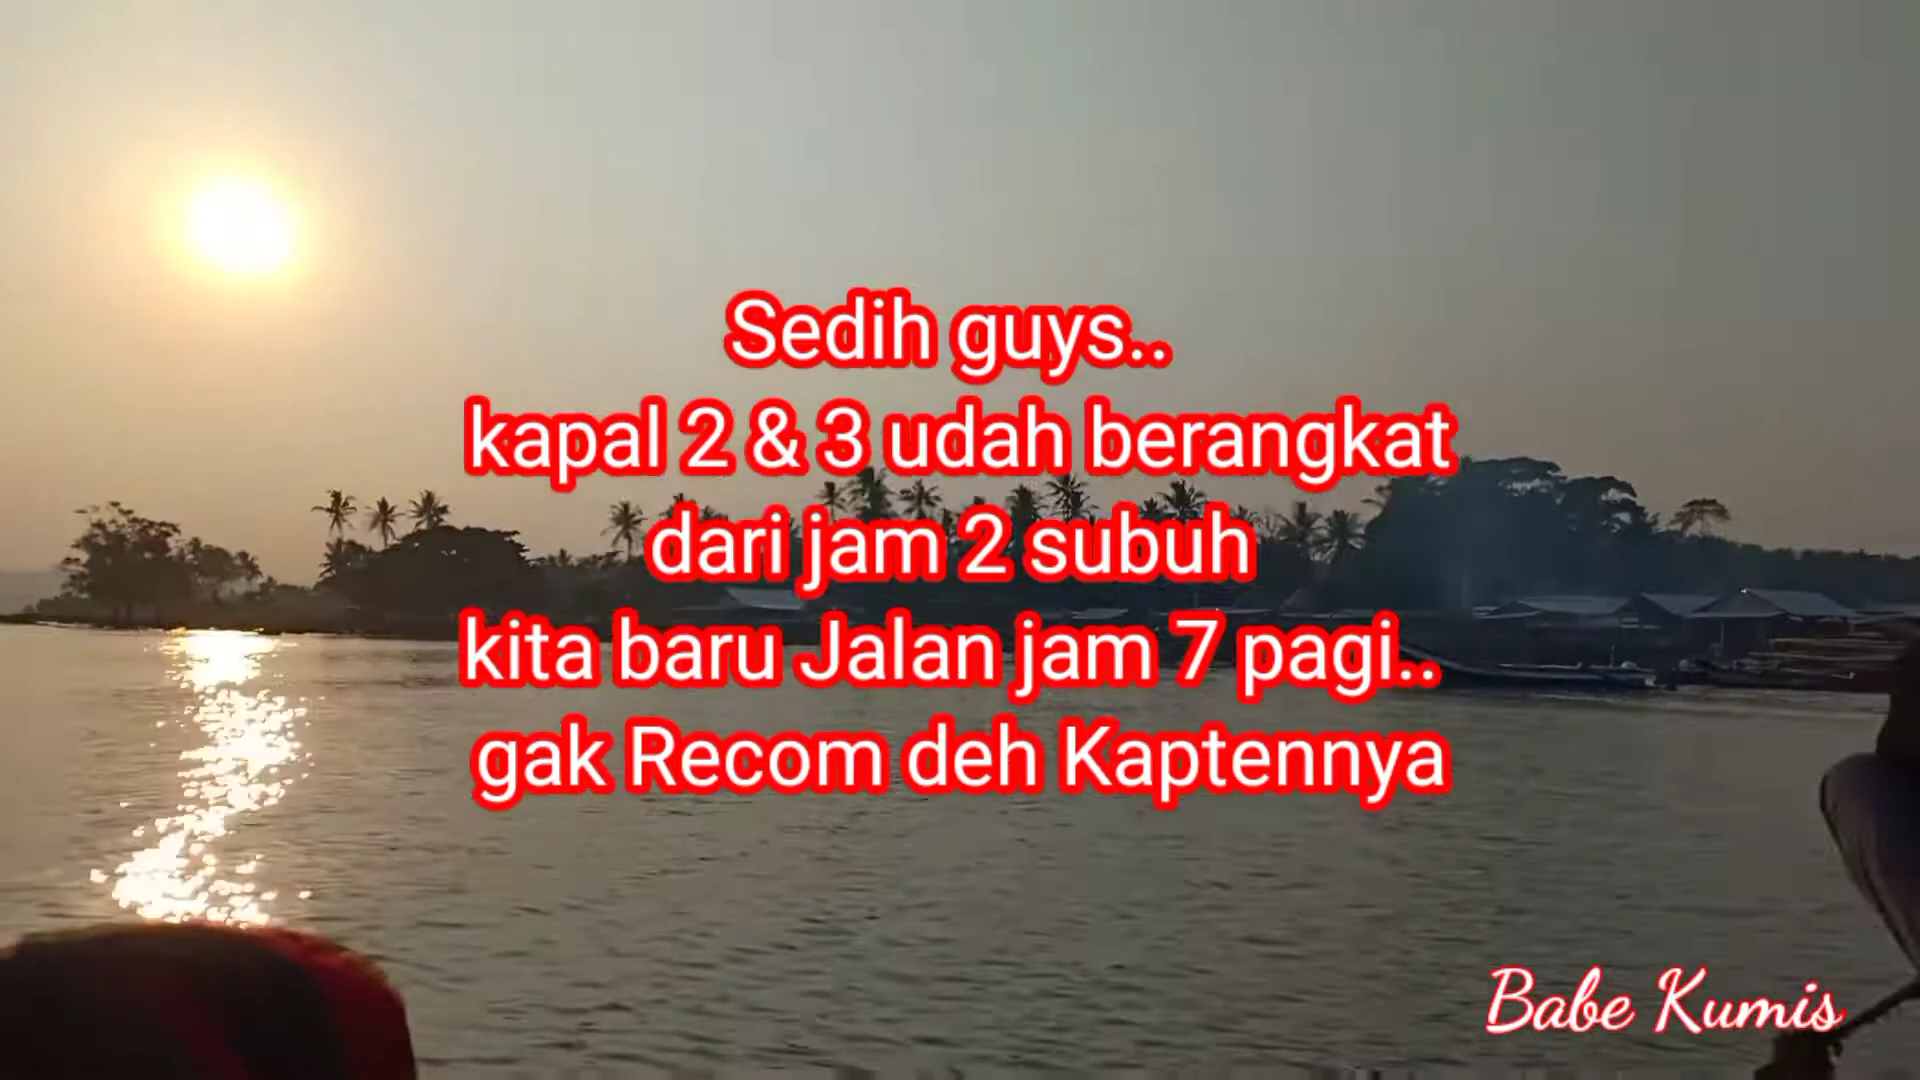 Sedih guys..
kapal 2 & 3 udah berangkat
dari jam 2 subuh
kita baru Jalan jam 7 pagi..
gak Recom deh Kaptennya
Babe Kumis